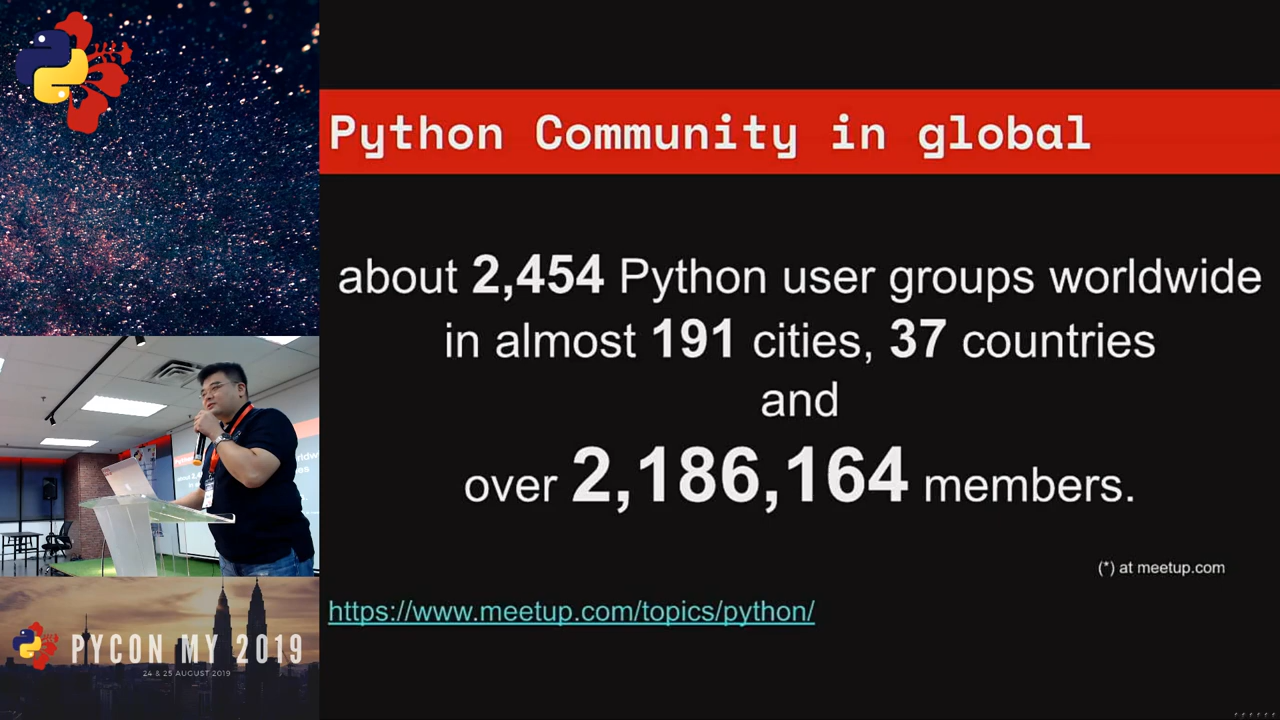 Python Community in global
about 2,454 Python user groups worldwide
in almost 191 cities, 37 countries
and
over 2,186,164 members.
(*) at meetup.com
https://www.meetup.com/topics/python/
PYCON MY 2019
24 & 25 AUGUST 2019